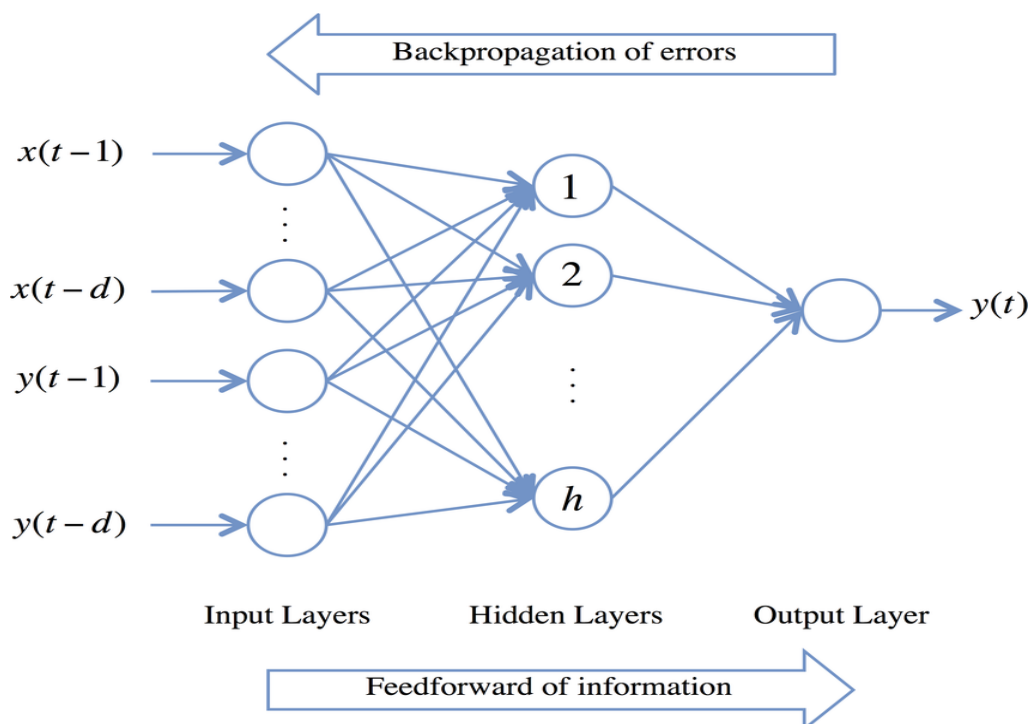 Backpropagation of errors
x(t − 1)
x(t − d)
y(t − 1)
y(t − d)
1
2
h
y(t)
Input Layers
Hidden Layers
Output Layer
Feedforward of information